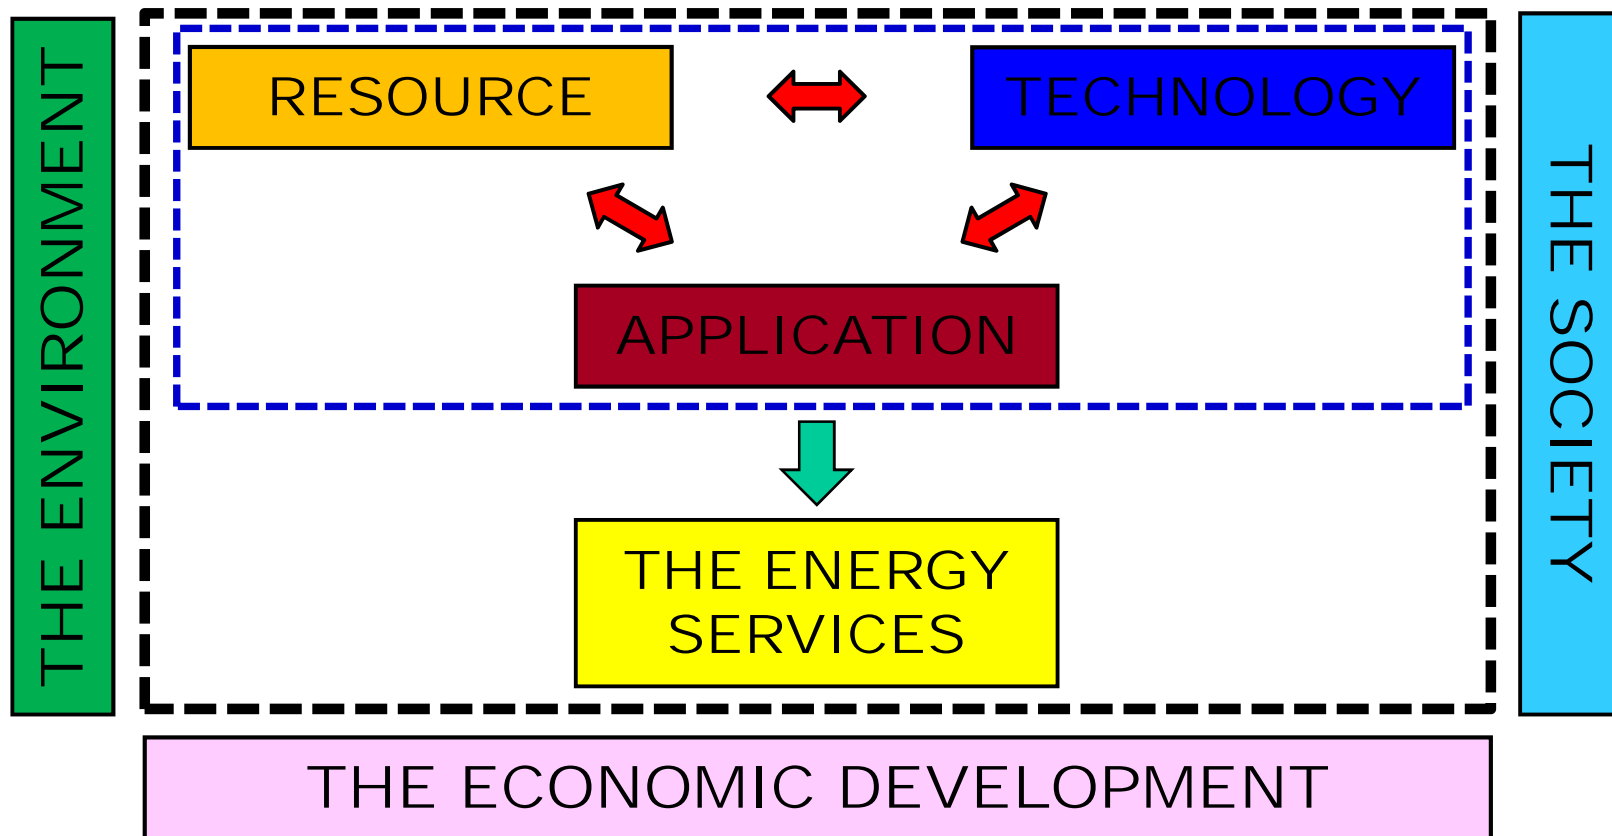 THE ENVIRONMENT
RESOURCE
TECHNOLOGY
APPLICATION
THE ENERGY
SERVICES
THE SOCIETY
THE ECONOMIC DEVELOPMENT